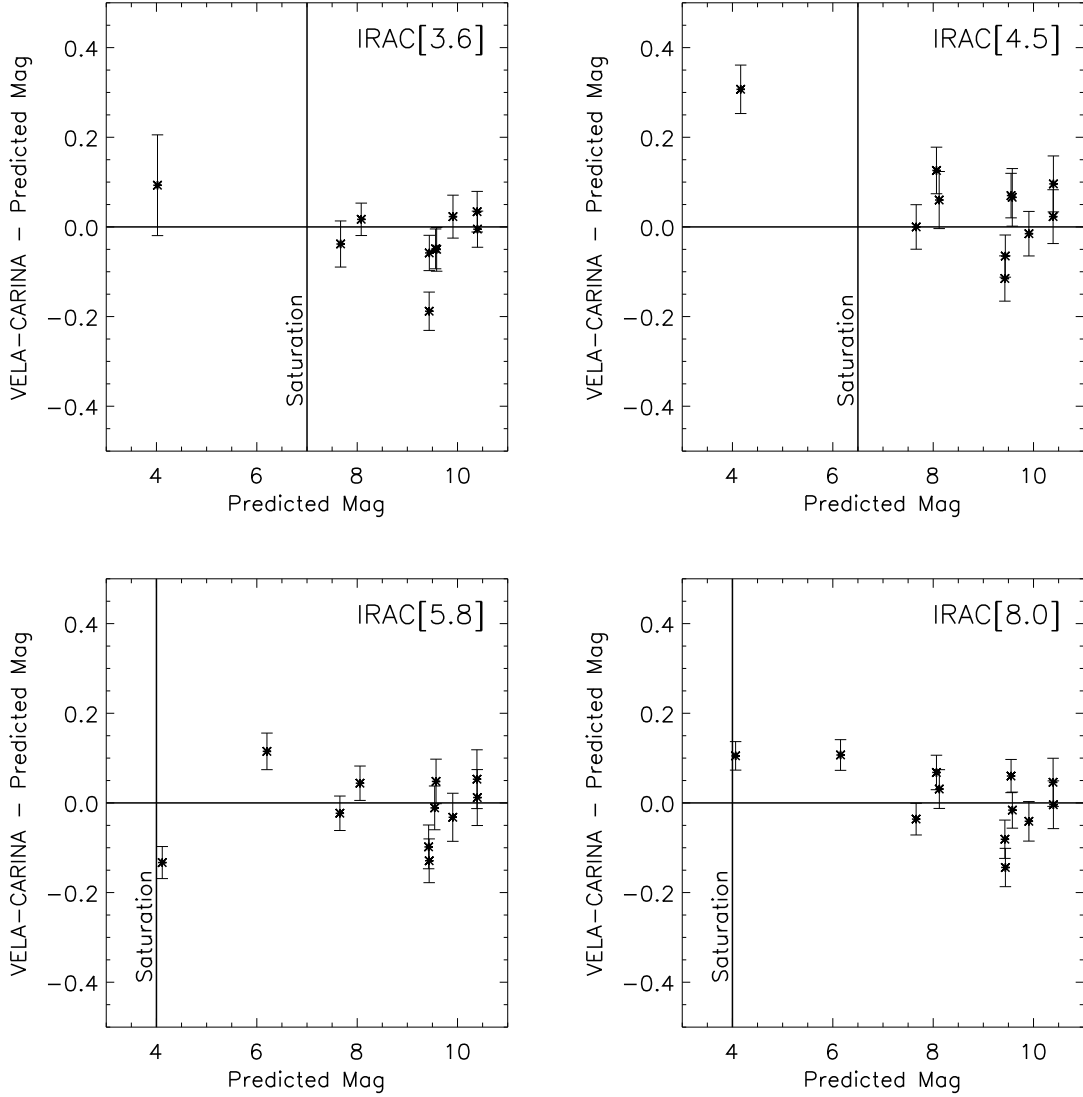 IRAC[3.6]
VELA-CARINA - Predicted Mag
0.4
0.2
0.0
-0.2
-0.4
Saturation
4 6 8 10
Predicted Mag
IRAC[4.5]
VELA-CARINA - Predicted Mag
0.4
0.2
0.0
-0.2
-0.4
Saturation
4 6 8 10
Predicted Mag
IRAC[5.8]
VELA-CARINA - Predicted Mag
0.4
0.2
0.0
-0.2
-0.4
Saturation
4 6 8 10
Predicted Mag
IRAC[8.0]
VELA-CARINA - Predicted Mag
0.4
0.2
0.0
-0.2
-0.4
Saturation
4 6 8 10
Predicted Mag